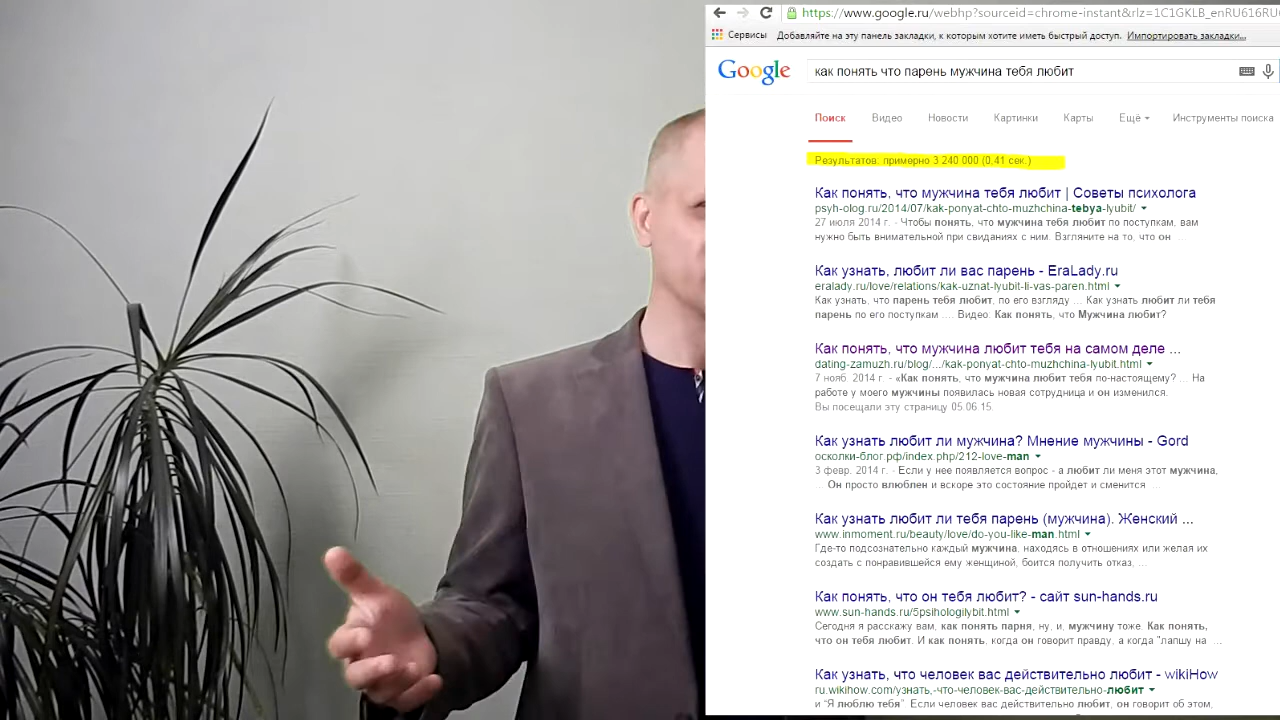 https://www.google.ru/webhp?sourceid=chrome-instant&rlz=1C1GKLB_enRU616RU6
Сервисы Добавляйте на эту панель закладки, к которым хотите иметь быстрый доступ. Импортировать закладки...
Google как понять что парень мужчина тебя любит
Поиск Видео Новости Картинки Карты Ещё Инструменты поиска
Результатов: примерно 3 240 000 (0,41 сек.)
Как понять, что мужчина тебя любит | Советы психолога
psyh-olog.ru/2014/07/kak-ponyat-chto-muzhchina-tebya-lyubit/
27 июля 2014 г. - Чтобы понять, что мужчина тебя любит по поступкам, вам
нужно быть внимательной при свиданиях с ним. Взгляните на то, что он
Как узнать, любит ли вас парень - EraLady.ru
eralady.ru/love/relations/kak-uznat-lyubit-li-vas-paren.html
Как узнать, что парень тебя любит, по его взгляду ... Как узнать любит ли тебя
парень по его поступкам .... Видео: Как понять, что Мужчина любит?
Как понять, что мужчина любит тебя на самом деле ...
dating-zamuzh.ru/blog/.../kak-ponyat-chto-muzhchina-lyubit.html
7 нояб. 2014 г. - «Как понять, что мужчина любит тебя по-настоящему? ... На
работе у моего мужчины появилась новая сотрудница и он изменился.
Вы посещали эту страницу 05.06.15.
Как узнать любит ли мужчина? Мнение мужчины - Gord
осколки-блог.рф/index.php/212-love-man
3 февр. 2014 г. - Если у нее появляется вопрос - а любит ли меня этот мужчина,
... Он просто влюблен и вскоре это состояние пройдет и сменится ....
Как узнать любит ли тебя парень (мужчина). Женский ...
www.inmoment.ru/beauty/love/do-you-like-man.html
Где-то подсознательно каждый мужчина, находясь в отношениях или желая их
создать с понравившейся ему женщиной, боится получить отказ, ...
Как понять, что он тебя любит? - сайт sun-hands.ru
www.sun-hands.ru/5psihologilybit.html
Сегодня я расскажу вам, как понять парня, ну, и, мужчину тоже. Как понять,
что он тебя любит. И как понять, когда он говорит правду, а когда "лапшу на ...
Как узнать, что человек вас действительно любит - wikiHow
ru.wikihow.com/узнать,-что-человек-вас-действительно-любит
и "Я люблю тебя". Если человек вас действительно любит, он говорит об этом,